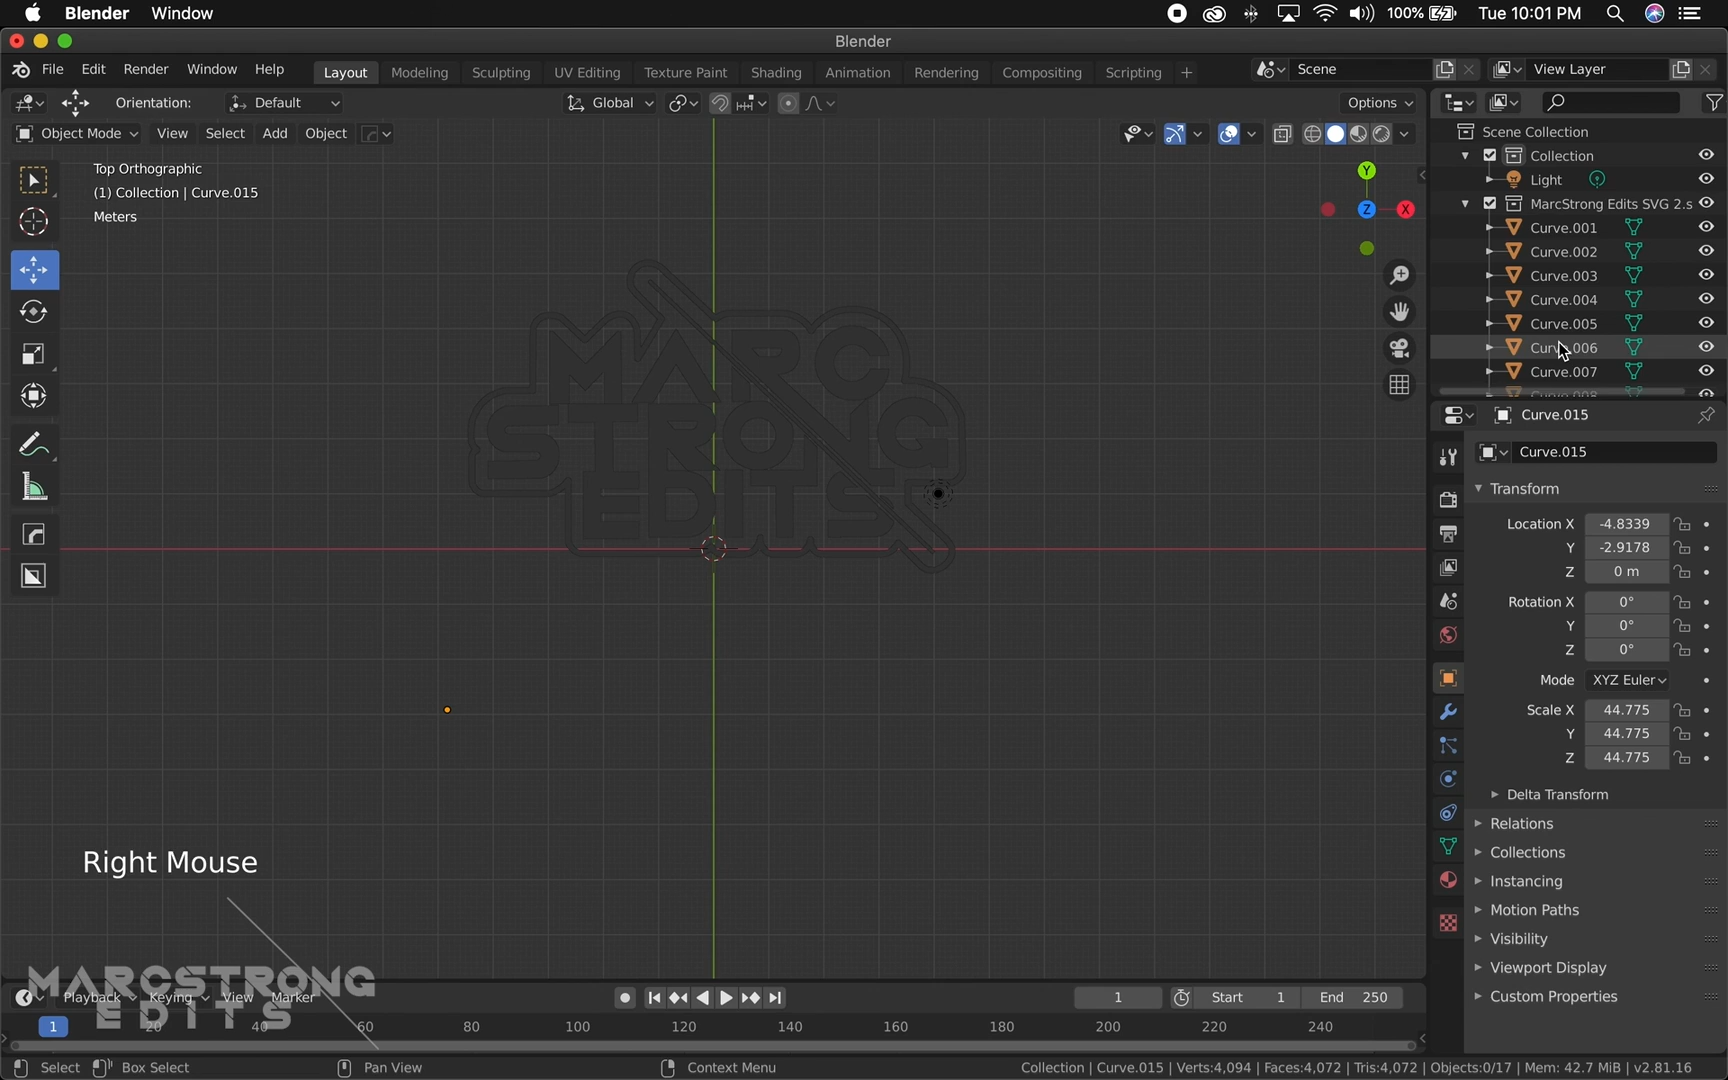 Blender Window 100% Tue 10:01 PM
Blender
File Edit Render Window Help Layout Modeling Sculpting UV Editing Texture Paint Shading Animation Rendering Compositing Scripting + Scene View Layer
Orientation: Default Global Options
Object Mode View Select Add Object
Top Orthographic
(1) Collection | Curve.015
Meters
Y
Z
X
MARC
STRONG
EDITS
Right Mouse
MARCSTRONG
EDITS
Scene Collection
Collection
Light
MarcStrong Edits SVG 2.s
Curve.001
Curve.002
Curve.003
Curve.004
Curve.005
Curve.006
Curve.007
Curve.008
Curve.015
Curve.015
Transform
Location X -4.8339
Y -2.9178
Z 0 m
Rotation X 0°
Y 0°
Z 0°
Mode XYZ Euler
Scale X 44.775
Y 44.775
Z 44.775
Delta Transform
Relations
Collections
Instancing
Motion Paths
Visibility
Viewport Display
Custom Properties
Playback Keying View Marker 1 Start 1 End 250
1 20 40 60 80 100 120 140 160 180 200 220 240
Select Box Select Pan View Context Menu Collection | Curve.015 | Verts:4,094 | Faces:4,072 | Tris:4,072 | Objects:0/17 | Mem: 42.7 MiB | v2.81.16